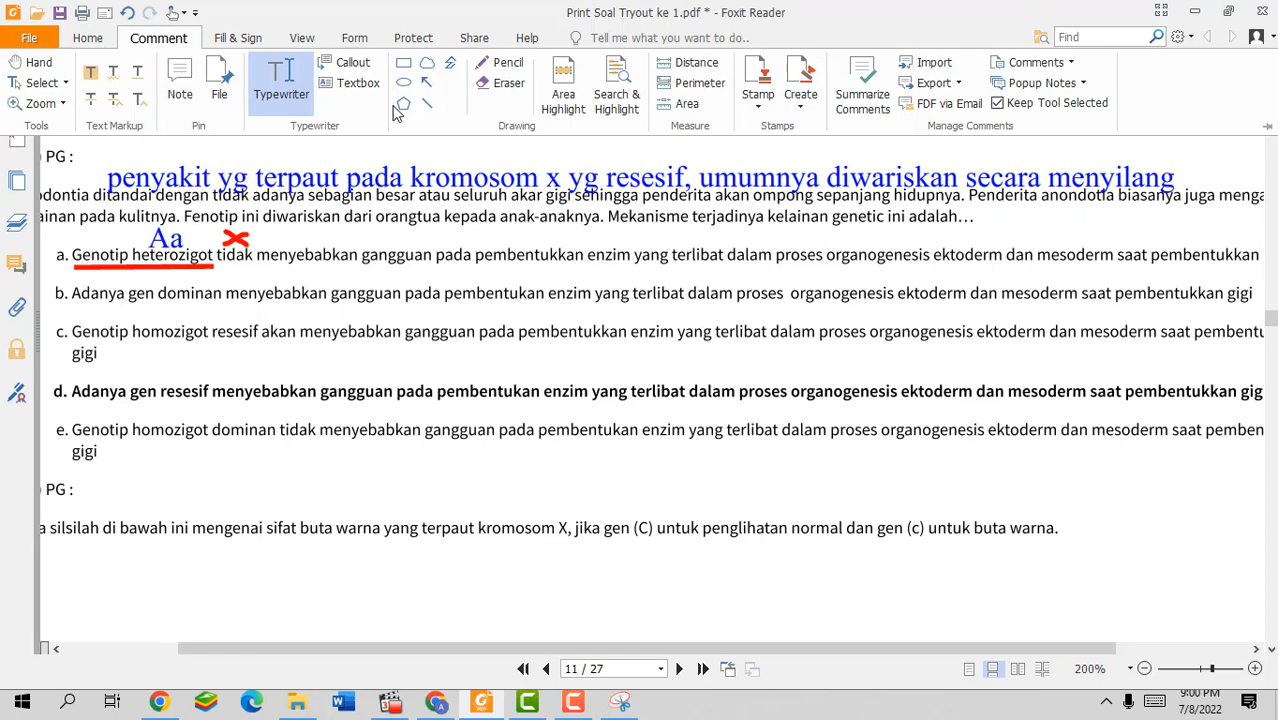 Print Soal Tryout ke 1.pdf * - Foxit Reader
File Home Comment Fill & Sign View Form Protect Share Help Tell me what you want to do... Find
Hand
Select
Zoom
Tools
T T T
T T T
Text Markup
Note
File
Pin
Typewriter
Callout
Textbox
Typewriter
Pencil
Eraser
Area Highlight
Search & Highlight
Drawing
Distance
Perimeter
Area
Measure
Stamp
Create
Stamps
Summarize Comments
Import
Export
FDF via Email
Comments
Popup Notes
Keep Tool Selected
Manage Comments
PG :
penyakit yg terpaut pada kromosom x yg resesif, umumnya diwariskan secara menyilang
odontia ditandai dengan tidak adanya sebagian besar atau seluruh akar gigi sehingga penderita akan ompong sepanjang hidupnya. Penderita anondotia biasanya juga menga
ainan pada kulitnya. Fenotip ini diwariskan dari orangtua kepada anak-anaknya. Mekanisme terjadinya kelainan genetic ini adalah…
Aa
a. Genotip heterozigot tidak menyebabkan gangguan pada pembentukkan enzim yang terlibat dalam proses organogenesis ektoderm dan mesoderm saat pembentukkan
b. Adanya gen dominan menyebabkan gangguan pada pembentukan enzim yang terlibat dalam proses organogenesis ektoderm dan mesoderm saat pembentukkan gigi
c. Genotip homozigot resesif akan menyebabkan gangguan pada pembentukkan enzim yang terlibat dalam proses organogenesis ektoderm dan mesoderm saat pembentu
gigi
d. Adanya gen resesif menyebabkan gangguan pada pembentukan enzim yang terlibat dalam proses organogenesis ektoderm dan mesoderm saat pembentukkan gig
e. Genotip homozigot dominan tidak menyebabkan gangguan pada pembentukan enzim yang terlibat dalam proses organogenesis ektoderm dan mesoderm saat pemben
gigi
PG :
a silsilah di bawah ini mengenai sifat buta warna yang terpaut kromosom X, jika gen (C) untuk penglihatan normal dan gen (c) untuk buta warna.
11 / 27
200%
9:00 PM
7/8/2022